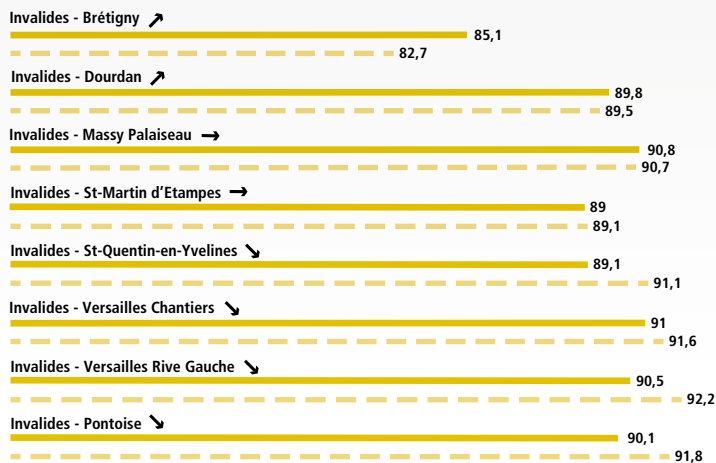 Invalides - Brétigny ↗
85,1
82,7
Invalides - Dourdan ↗
89,8
89,5
Invalides - Massy Palaiseau →
90,8
90,7
Invalides - St-Martin d'Etampes →
89
89,1
Invalides - St-Quentin-en-Yvelines ↘
89,1
91,1
Invalides - Versailles Chantiers ↘
91
91,6
Invalides - Versailles Rive Gauche ↘
90,5
92,2
Invalides - Pontoise ↘
90,1
91,8